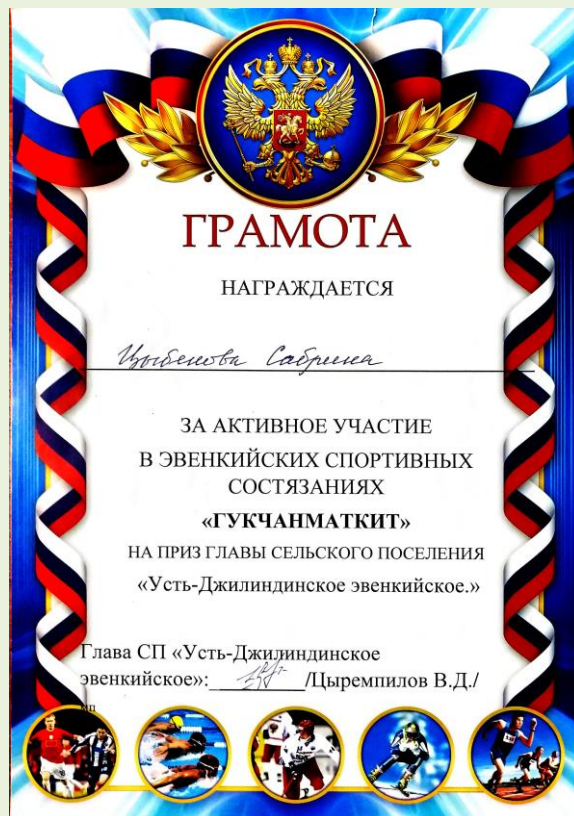 ГРАМОТА
НАГРАЖДАЕТСЯ
Цыбенова Сабрина
ЗА АКТИВНОЕ УЧАСТИЕ
В ЭВЕНКИЙСКИХ СПОРТИВНЫХ
СОСТЯЗАНИЯХ
«ГУКЧАНМАТКИТ»
НА ПРИЗ ГЛАВЫ СЕЛЬСКОГО ПОСЕЛЕНИЯ
«Усть-Джилиндинское эвенкийское.»
Глава СП «Усть-Джилиндинское
эвенкийское»: /Цыремпилов В.Д./